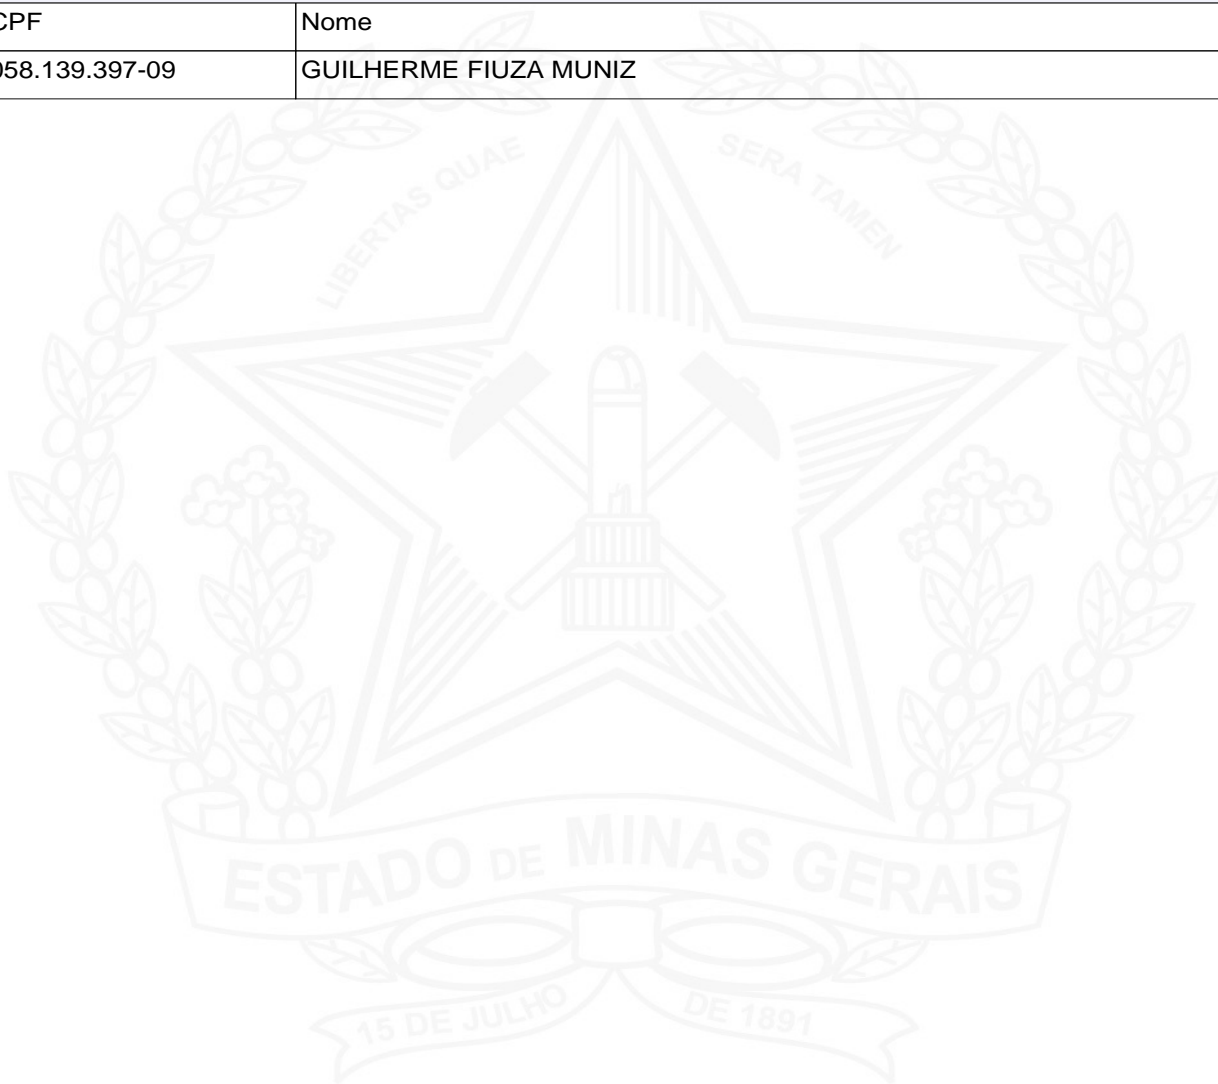 CPF Nome
058.139.397-09 GUILHERME FIUZA MUNIZ
LIBERTAS QUAE SERA TAMEN
ESTADO DE MINAS GERAIS
15 DE JULHO DE 1891